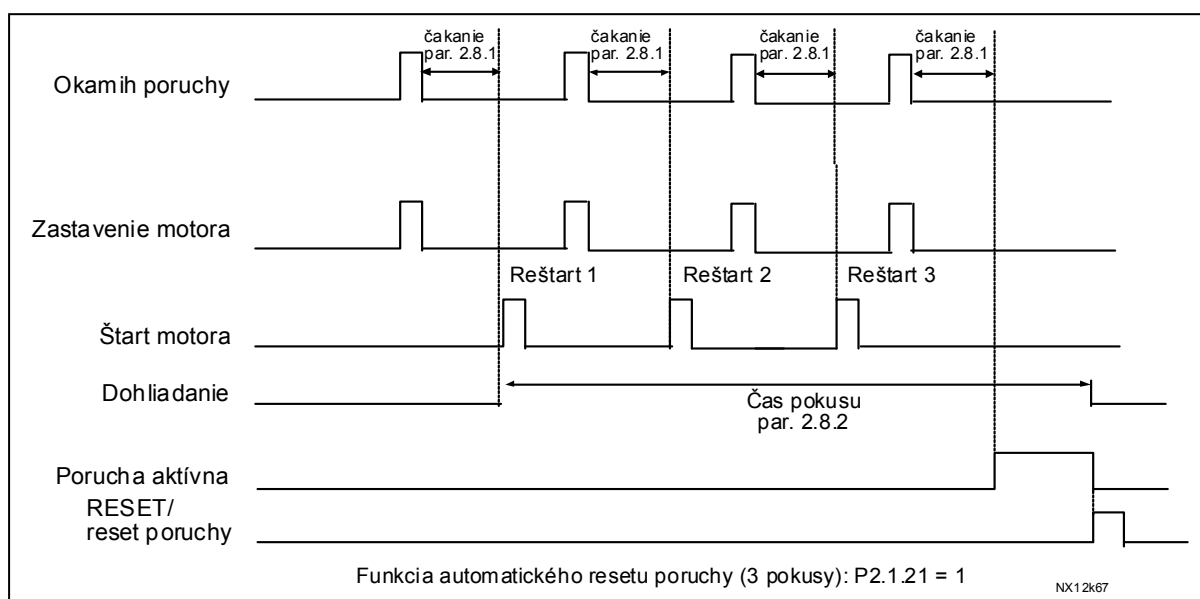 čakanie
par. 2.8.1
čakanie
par. 2.8.1
čakanie
par. 2.8.1
čakanie
par. 2.8.1
Okamih poruchy
Zastavenie motora
Reštart 1
Reštart 2
Reštart 3
Štart motora
Dohliadanie
Čas pokusu
par. 2.8.2
Porucha aktívna
RESET/
reset poruchy
Funkcia automatického resetu poruchy (3 pokusy): P2.1.21 = 1
NX12k67